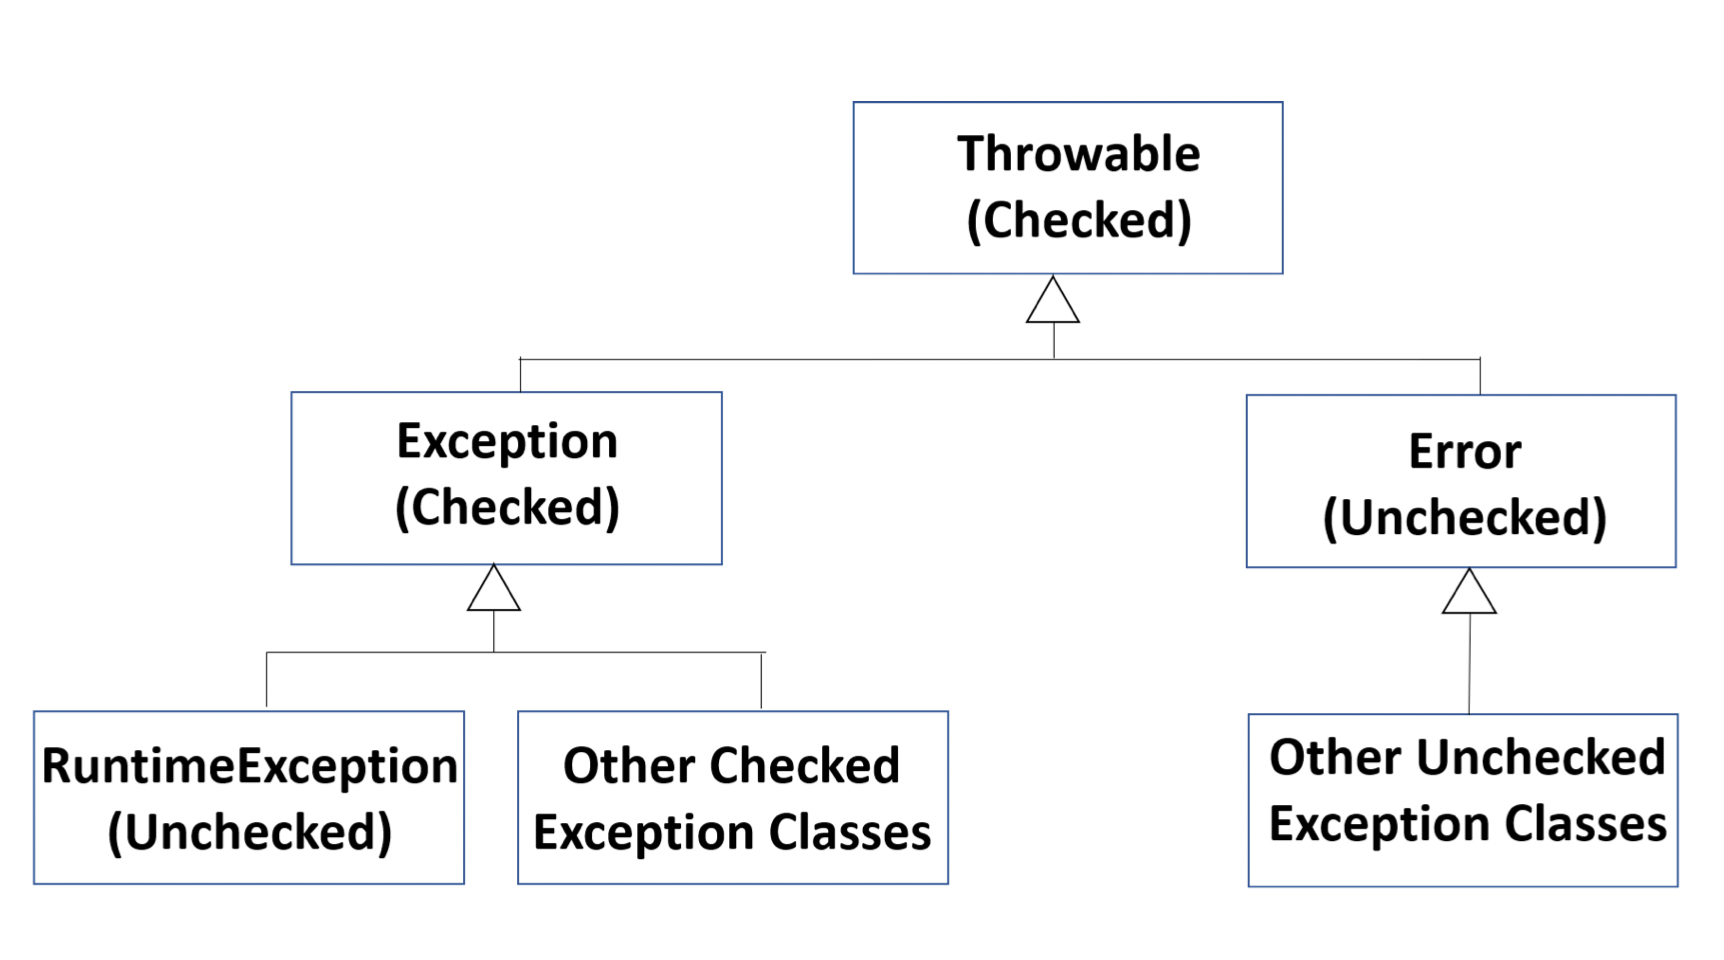 Throwable
(Checked)
Exception
(Checked)
Error
(Unchecked)
RuntimeException
(Unchecked)
Other Checked
Exception Classes
Other Unchecked
Exception Classes